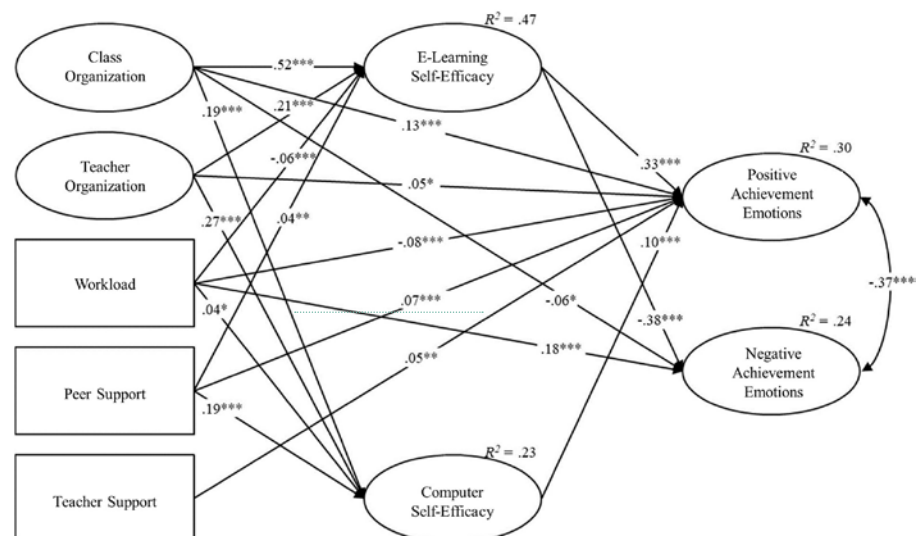 R² = .47
Class
Organization
E-Learning
Self-Efficacy
.52***
.19***
.21***
.13***
Teacher
Organization
-.06***
.33***
R² = .30
.05*
Positive
Achievement
Emotions
.27***
.04**
.10***
-.08***
Workload
-.37***
.04*
.07***
-.06*
-.38***
R² = .24
.18***
.05**
Negative
Achievement
Emotions
Peer Support
.19***
R² = .23
Teacher Support
Computer
Self-Efficacy